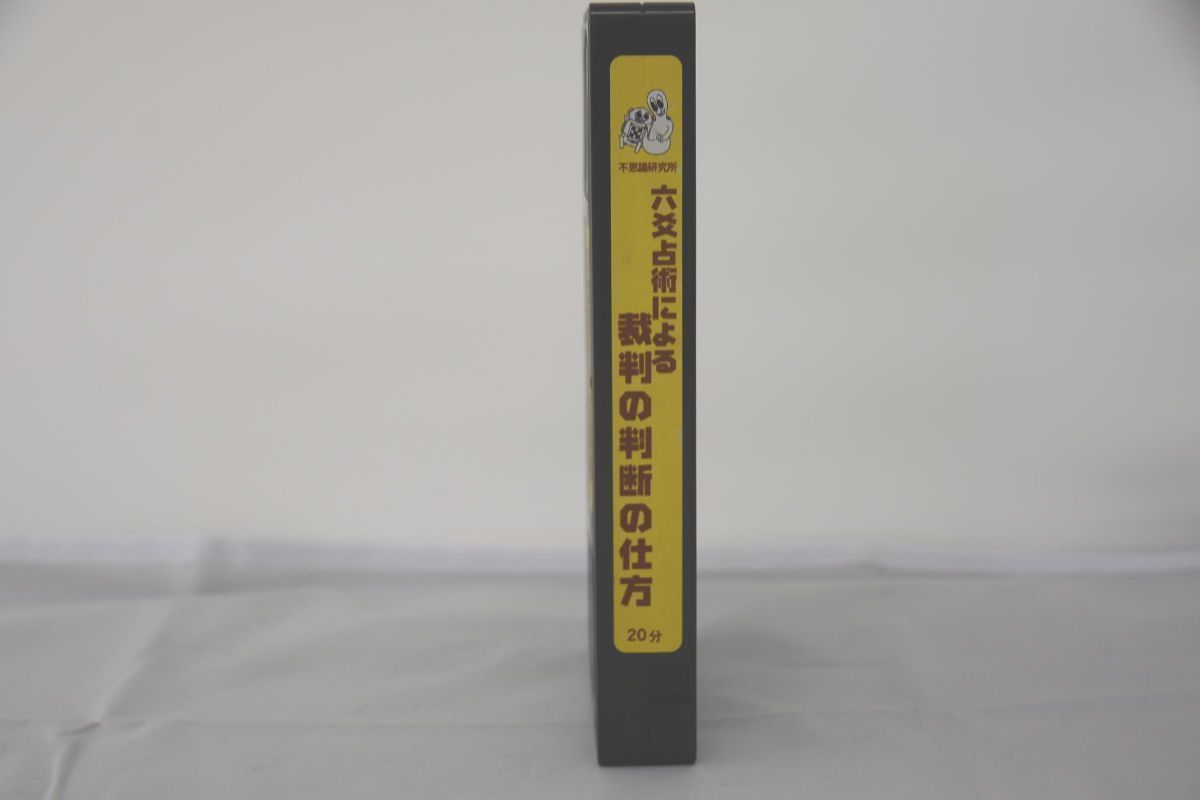 不思議研究所
六爻占術による
裁判の判断の仕方
20分